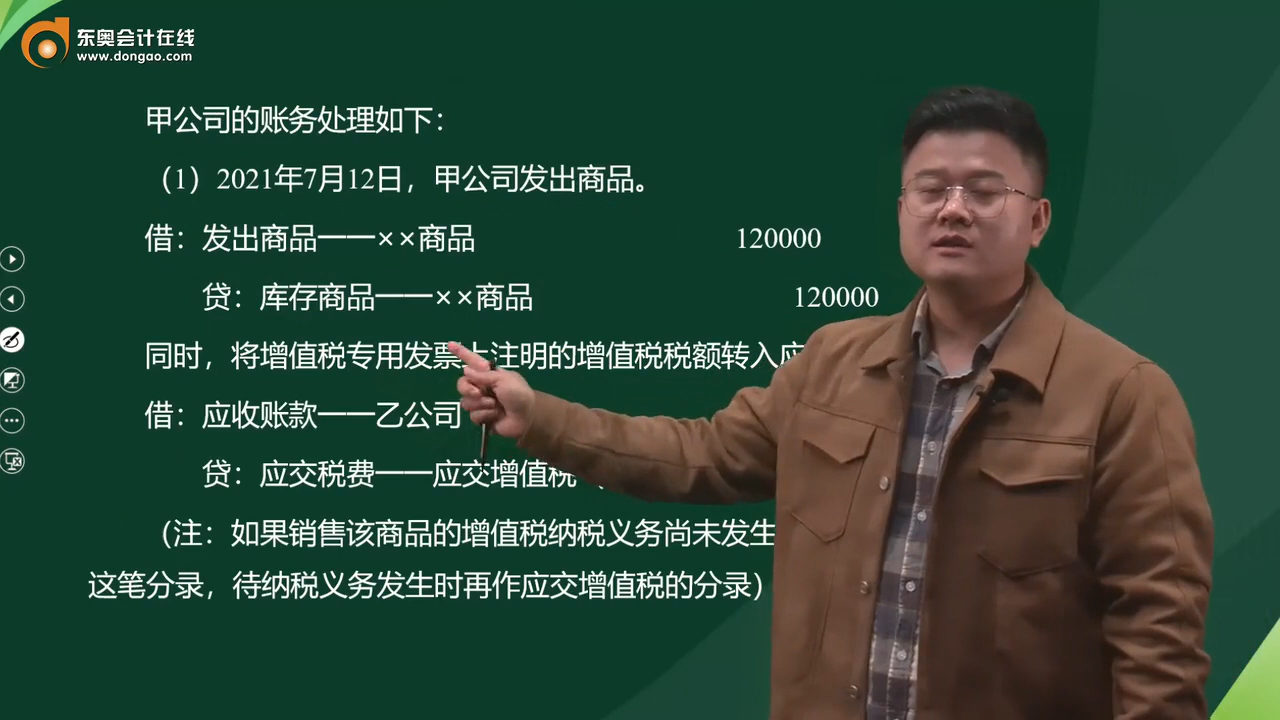 东奥会计在线
www.dongao.com
甲公司的账务处理如下：
（1）2021年7月12日，甲公司发出商品。
借：发出商品——××商品 120000
贷：库存商品——××商品 120000
同时，将增值税专用发票上注明的增值税税额转入应
借：应收账款——乙公司
贷：应交税费——应交增值税
（注：如果销售该商品的增值税纳税义务尚未发生
这笔分录，待纳税义务发生时再作应交增值税的分录）